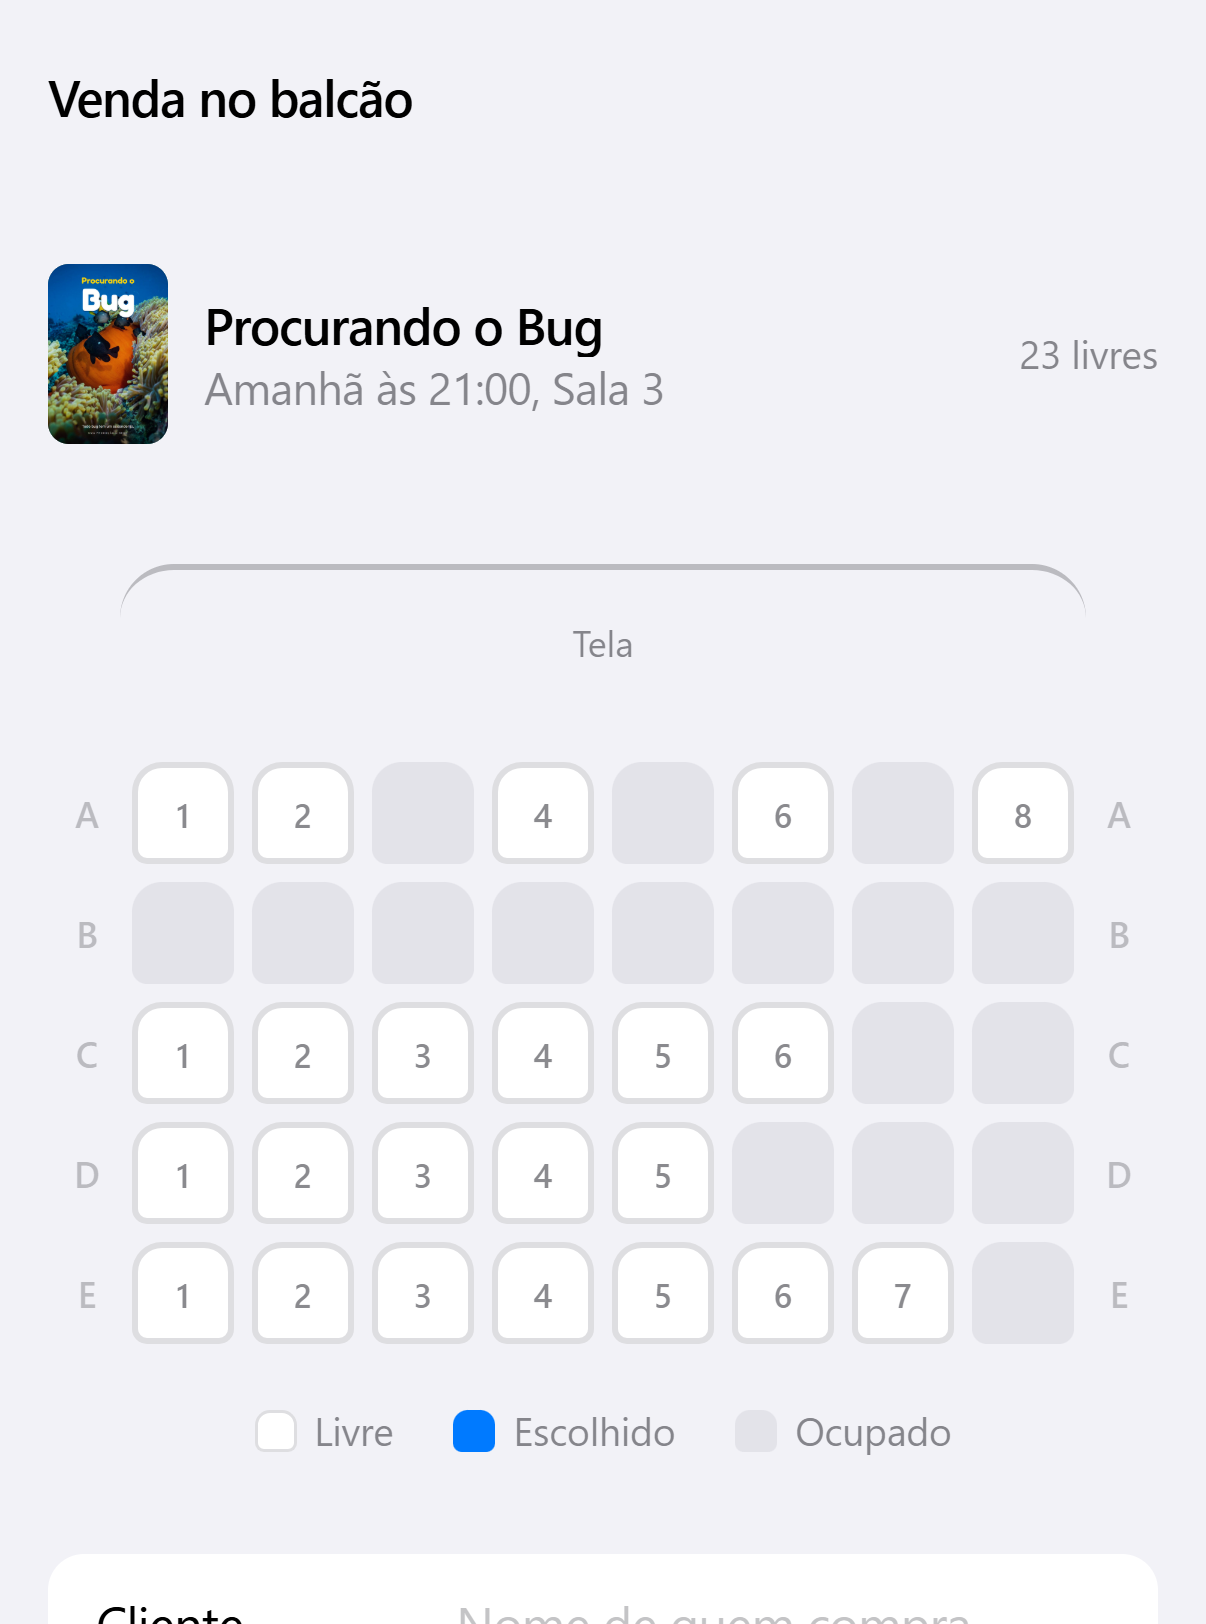 Venda no balcão
Procurando o
Bug
Procurando o Bug
Amanhã às 21:00, Sala 3
23 livres
Tela
A 1 2 4 6 8 A
B B
C 1 2 3 4 5 6 C
D 1 2 3 4 5 D
E 1 2 3 4 5 6 7 E
Livre Escolhido Ocupado
Cliente Nome de quem compra